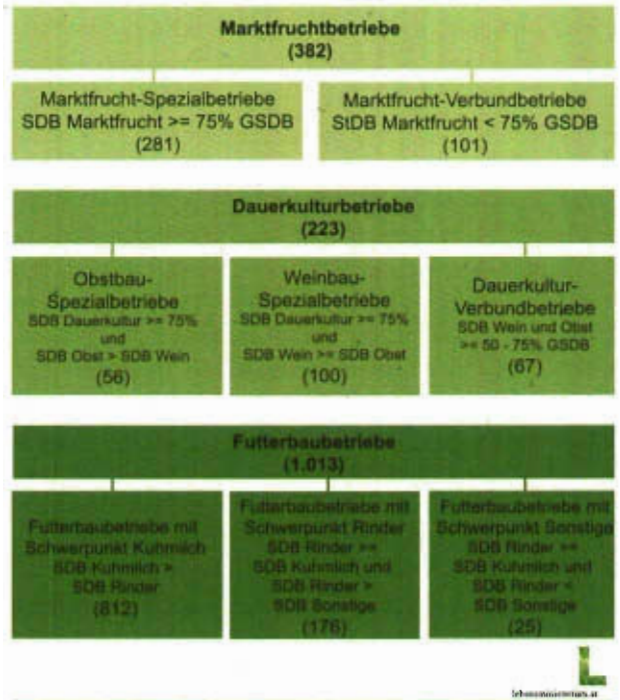 Marktfruchtbetriebe
(382)
Marktfrucht-Spezialbetriebe
SDB Marktfrucht >= 75% GSDB
(281)
Marktfrucht-Verbundbetriebe
StDB Marktfrucht < 75% GSDB
(101)
Dauerkulturbetriebe
(223)
Obstbau-
Spezialbetriebe
SDB Dauerkultur >= 75%
und
SDB Obst > SDB Wein
(56)
Weinbau-
Spezialbetriebe
SDB Dauerkultur >= 75%
und
SDB Wein >= SDB Obst
(100)
Dauerkultur-
Verbundbetriebe
SDB Wein und Obst
>= 50 - 75% GSDB
(67)
Futterbaubetriebe
(1.013)
Futterbaubetriebe mit
Schwerpunkt Kuhmilch
SDB Kuhmilch >
SDB Rinder
(812)
Futterbaubetriebe mit
Schwerpunkt Rinder
SDB Rinder >=
SDB Kuhmilch und
SDB Rinder >
SDB Sonstige
(176)
Futterbaubetriebe mit
Schwerpunkt Sonstige
SDB Rinder >=
SDB Kuhmilch und
SDB Rinder <
SDB Sonstige
(25)
L
lebensministerium.at